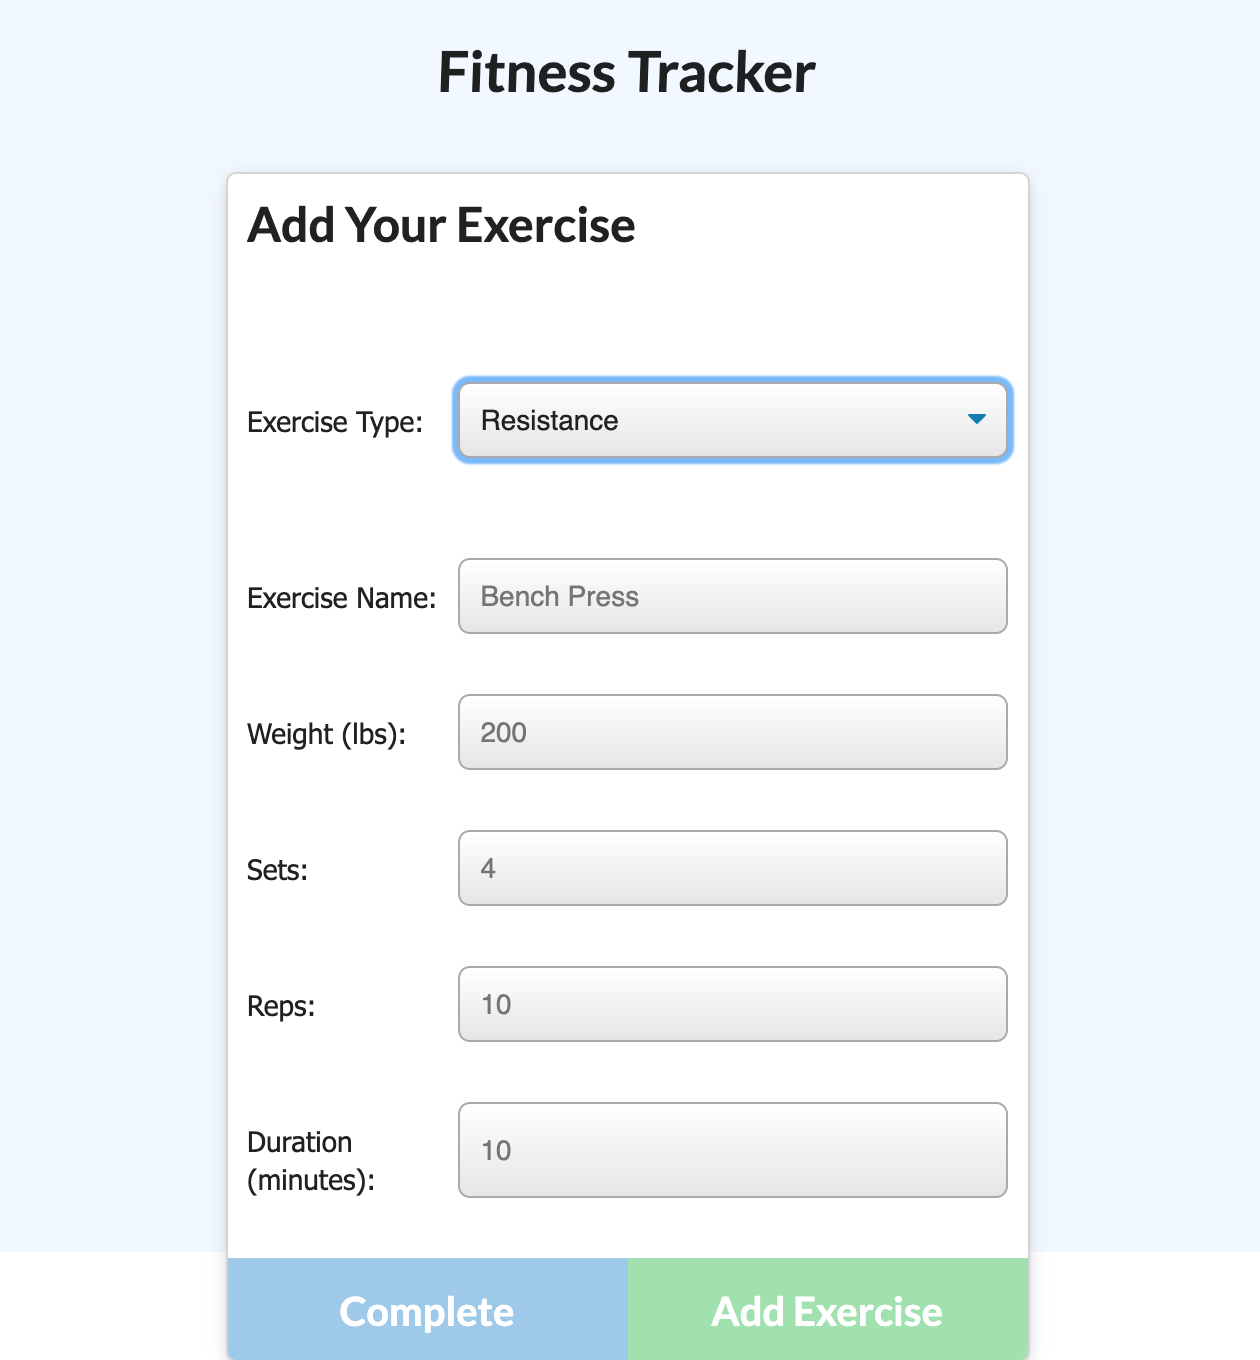 Fitness Tracker
Add Your Exercise
Exercise Type: Resistance
Exercise Name: Bench Press
Weight (lbs): 200
Sets: 4
Reps: 10
Duration
(minutes): 10
Complete Add Exercise